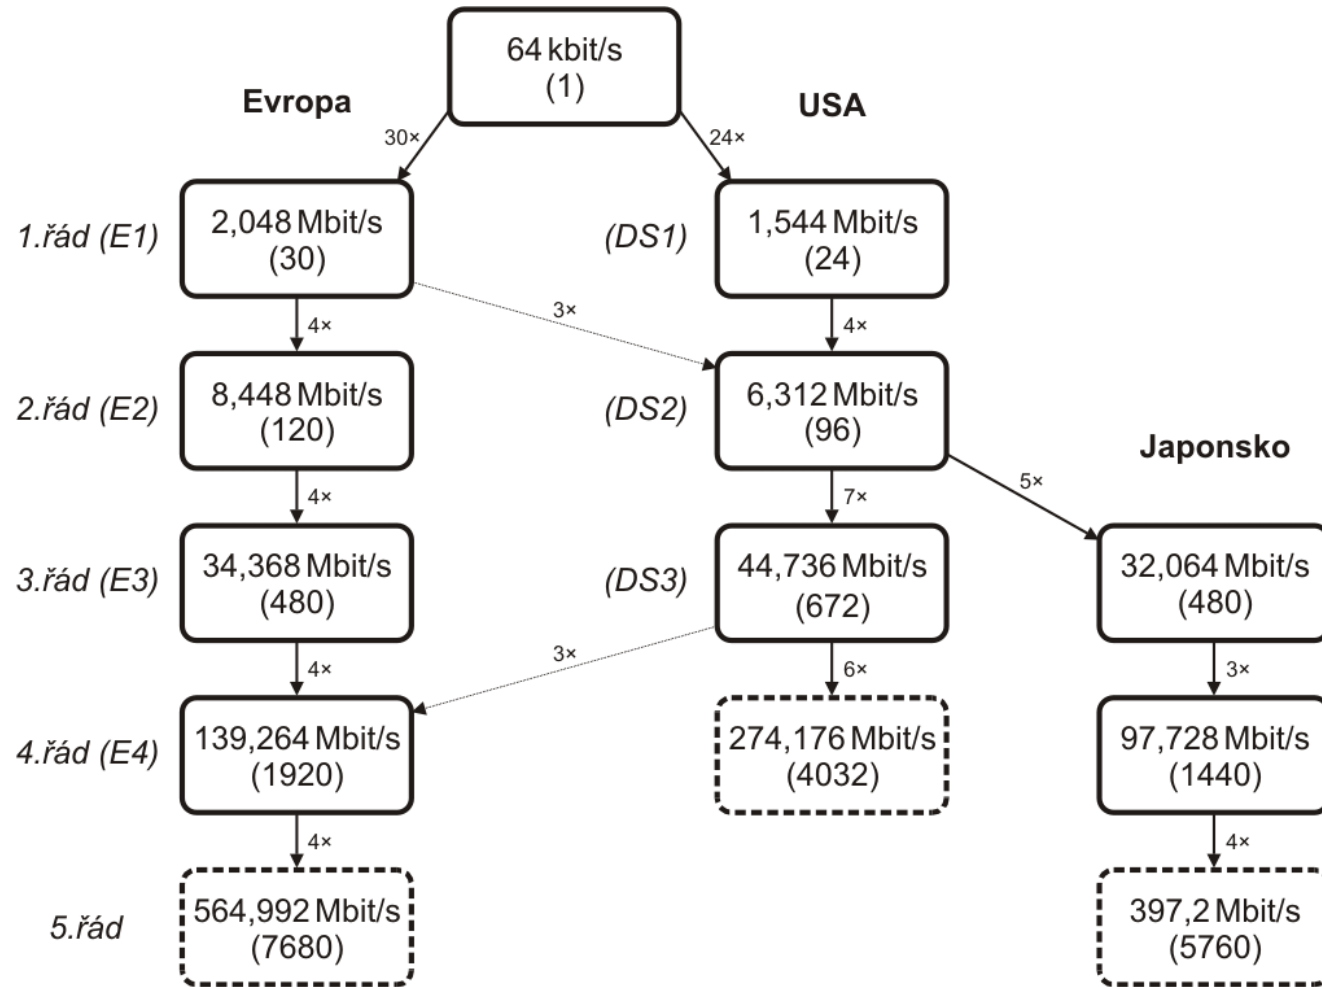 64 kbit/s
(1)
Evropa
USA
30×
24×
1.řád (E1)
2,048 Mbit/s
(30)
(DS1)
1,544 Mbit/s
(24)
3×
4×
4×
2.řád (E2)
8,448 Mbit/s
(120)
(DS2)
6,312 Mbit/s
(96)
Japonsko
4×
7×
5×
3.řád (E3)
34,368 Mbit/s
(480)
(DS3)
44,736 Mbit/s
(672)
32,064 Mbit/s
(480)
3×
4×
6×
3×
4.řád (E4)
139,264 Mbit/s
(1920)
274,176 Mbit/s
(4032)
97,728 Mbit/s
(1440)
4×
4×
5.řád
564,992 Mbit/s
(7680)
397,2 Mbit/s
(5760)